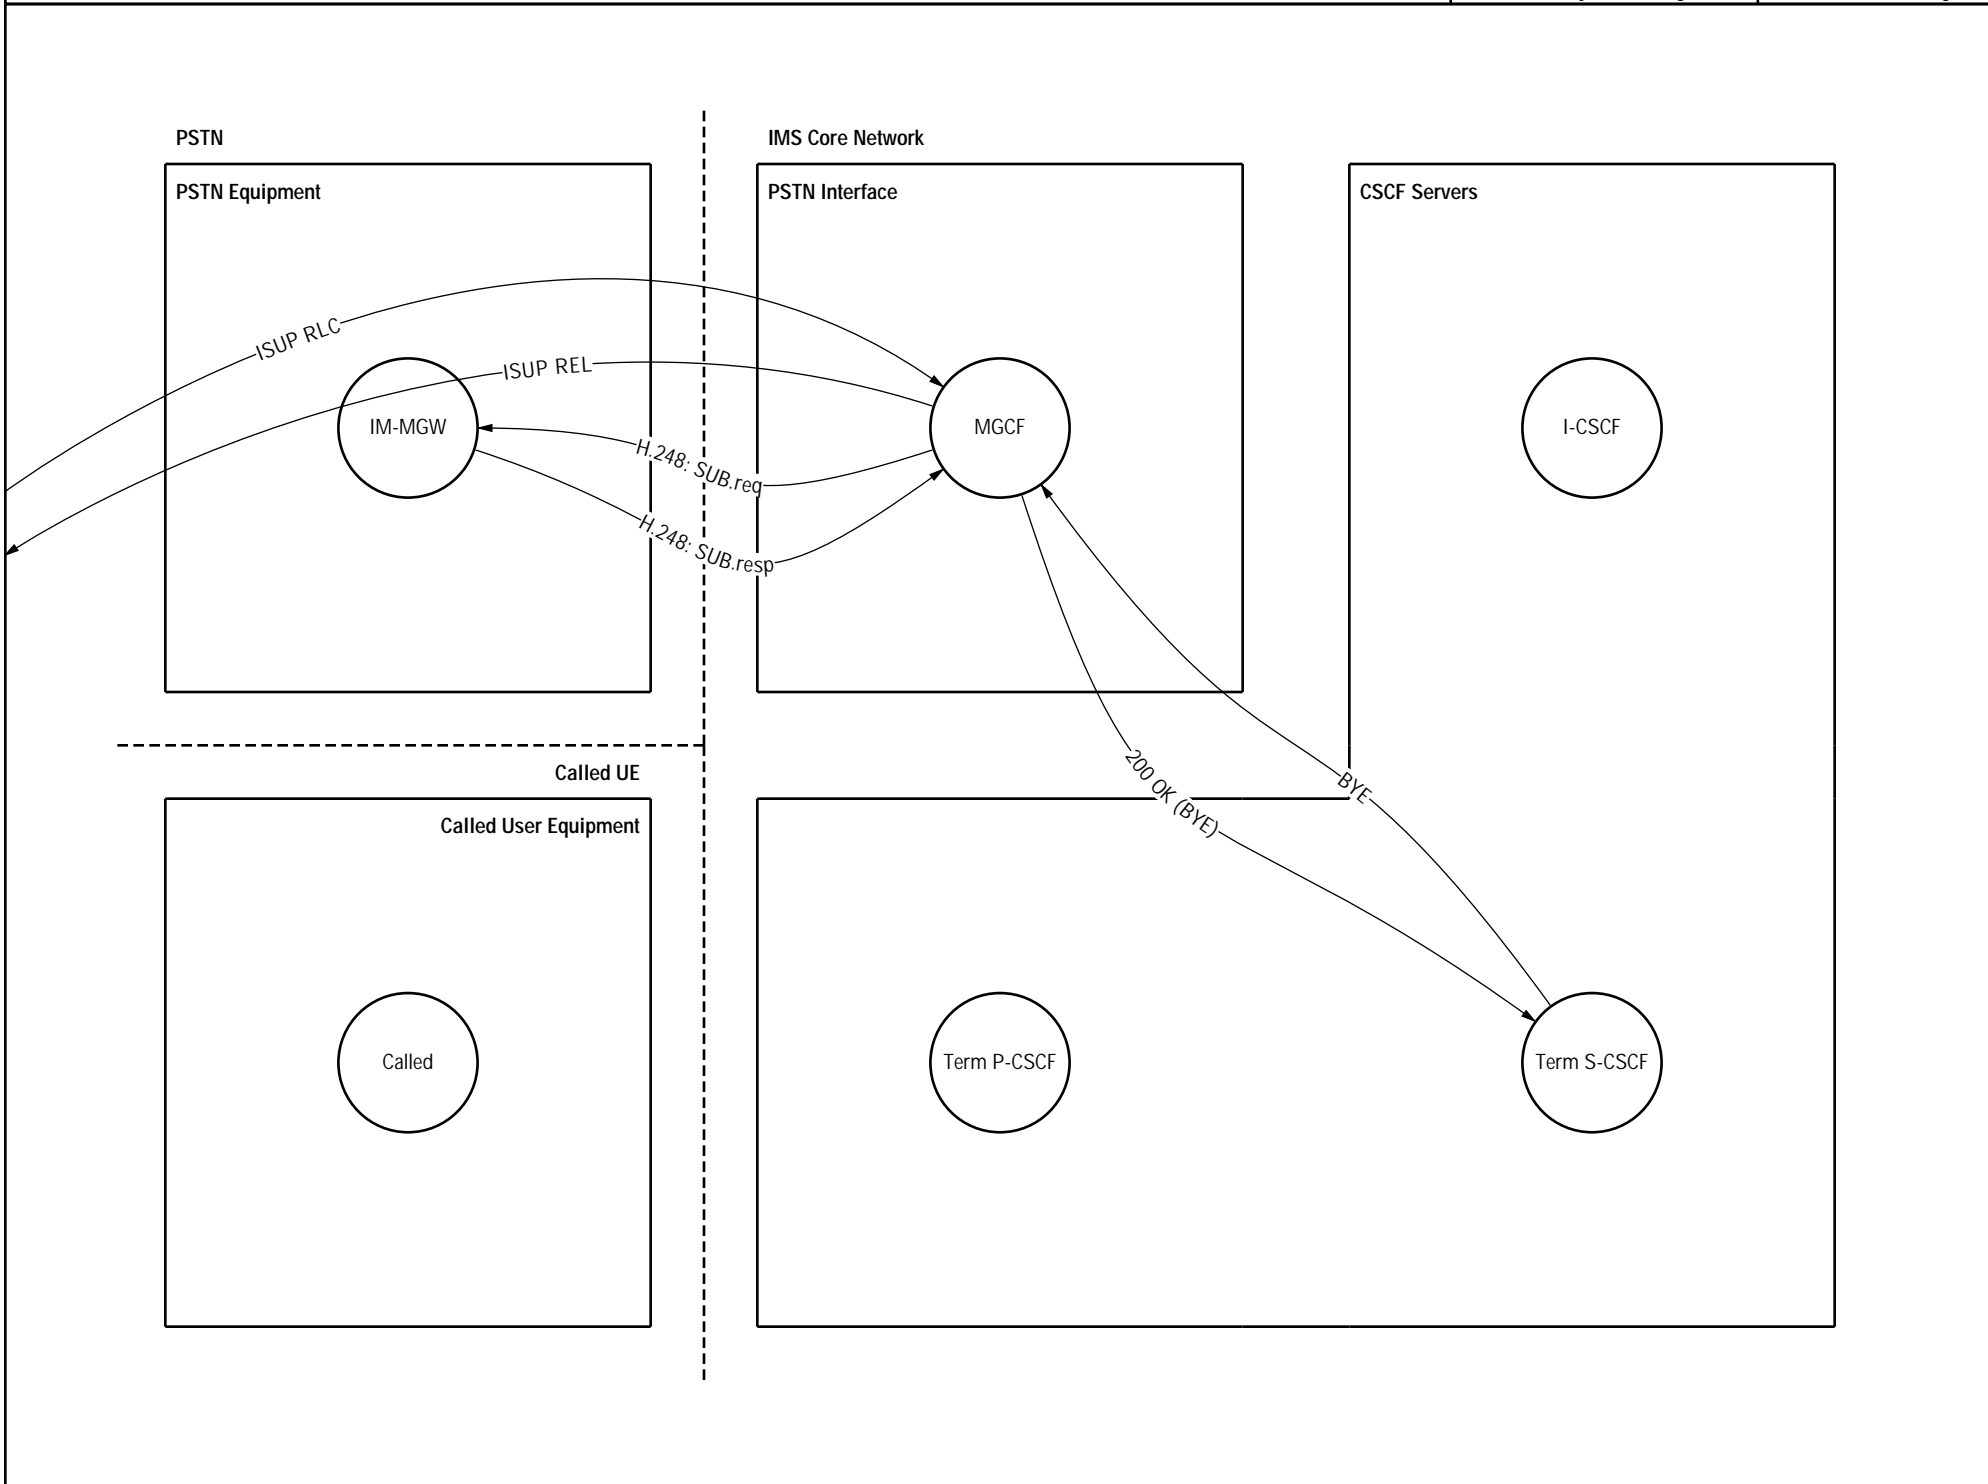 PSTN
IMS Core Network
PSTN Equipment
PSTN Interface
CSCF Servers
ISUP RLC
ISUP REL
IM-MGW
MGCF
I-CSCF
H.248: SUB.req
H.248: SUB.resp
200 OK (BYE)
BYE
Called UE
Called User Equipment
Called
Term P-CSCF
Term S-CSCF